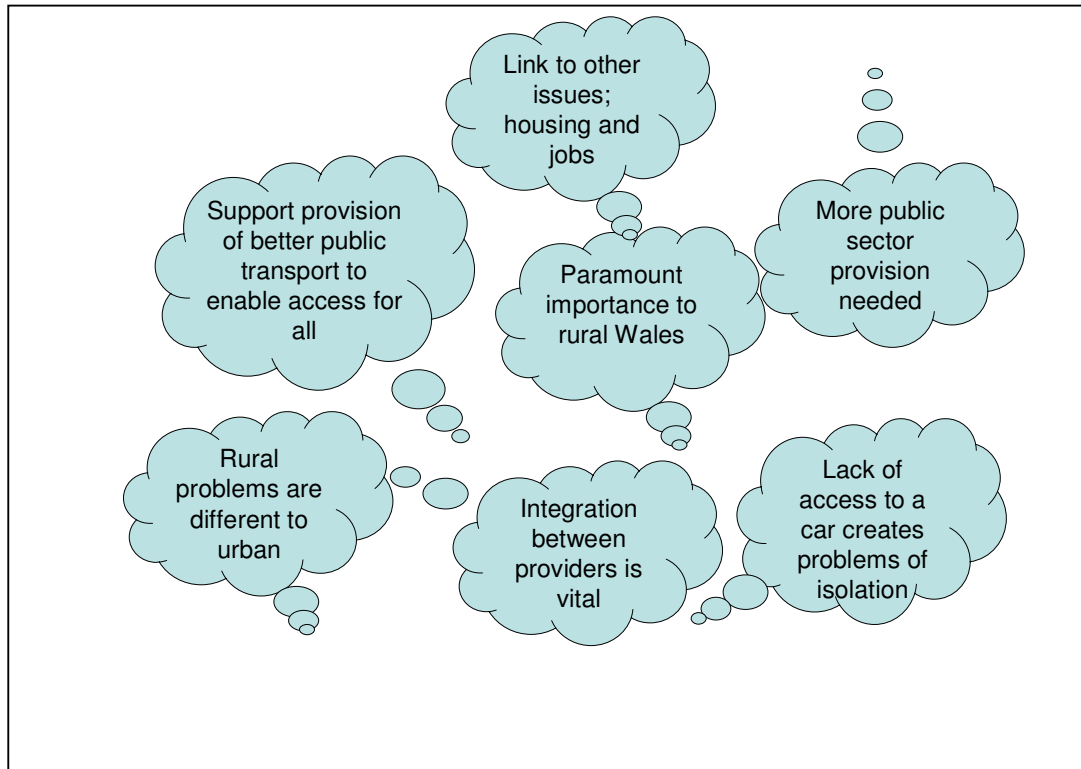 Link to other
issues;
housing and
jobs
Support provision
of better public
transport to
enable access for
all
Paramount
importance to
rural Wales
More public
sector
provision
needed
Rural
problems are
different to
urban
Integration
between
providers is
vital
Lack of
access to a
car creates
problems of
isolation